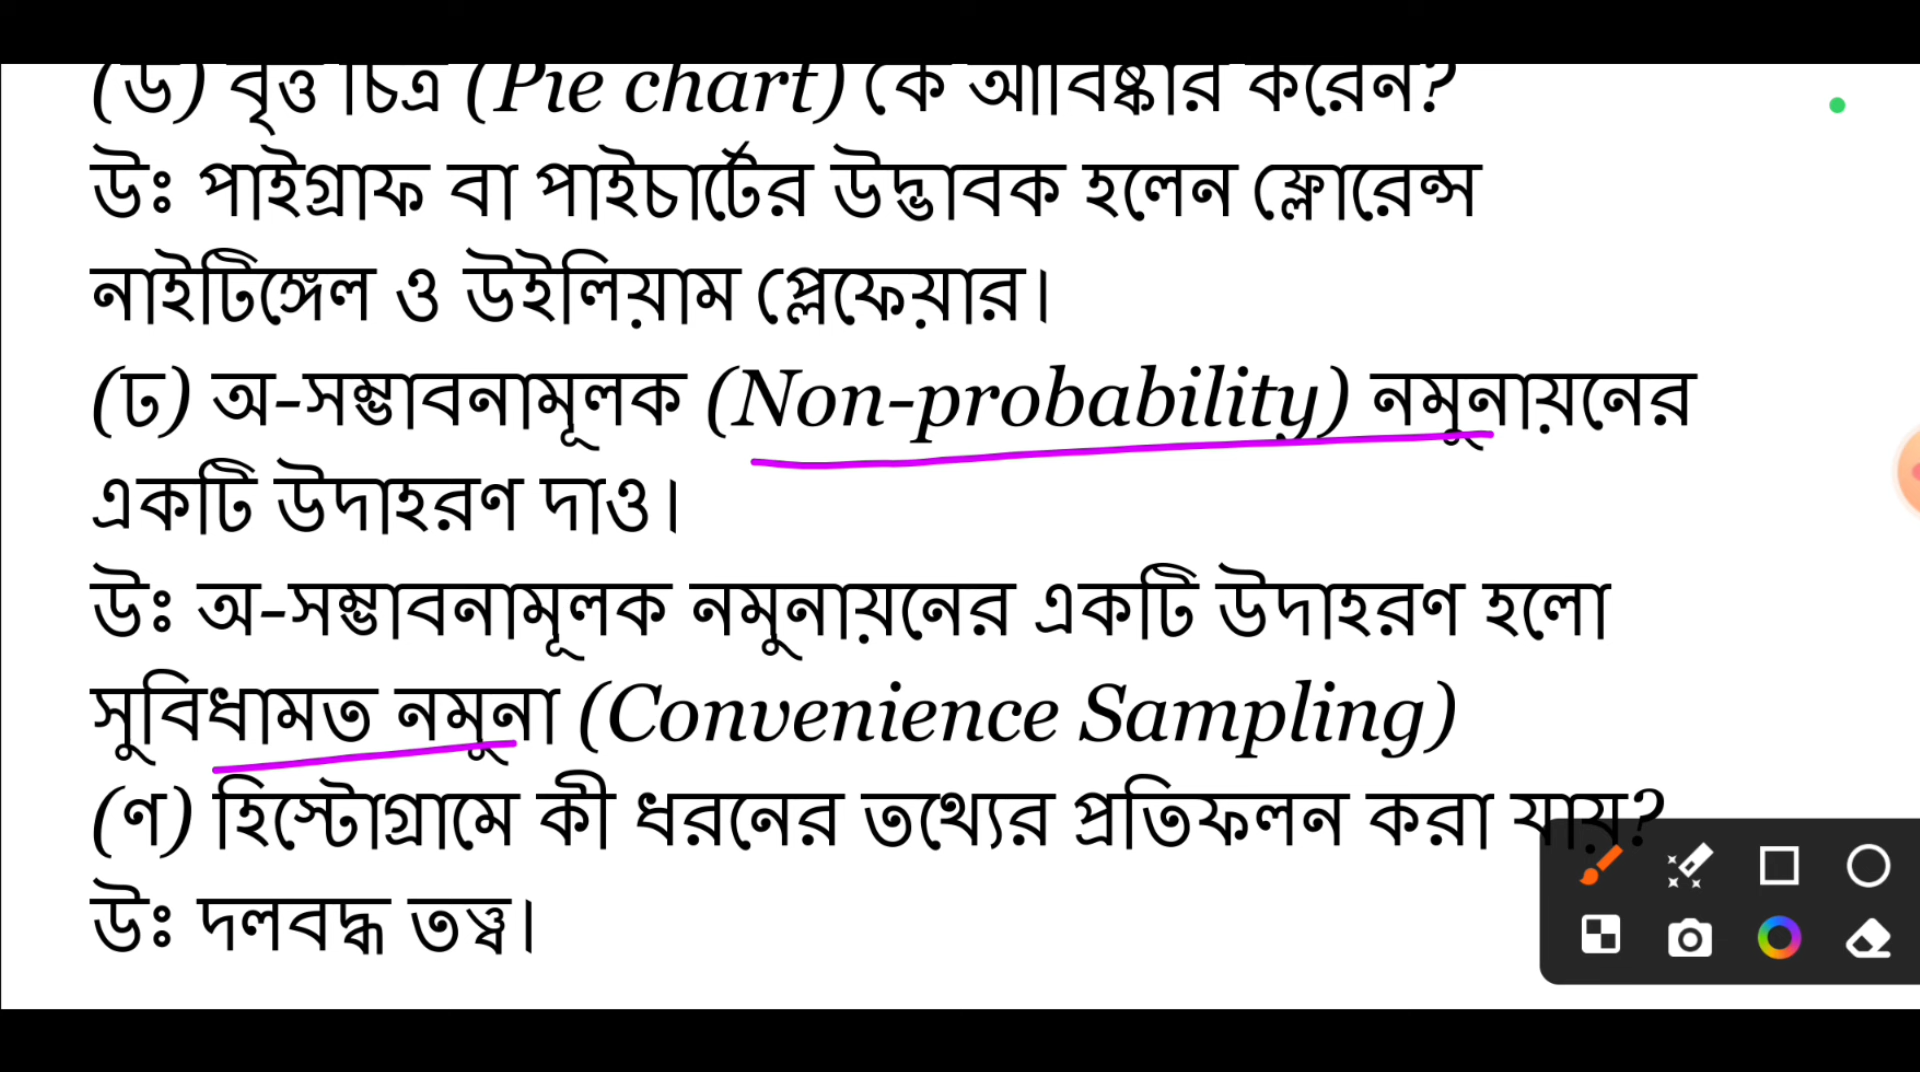 (ড) বৃত্ত চিত্র (Pie chart) কে আবিষ্কার করেন?
উঃ পাইগ্রাফ বা পাইচার্টের উদ্ভাবক হলেন ফ্লোরেন্স
নাইটিঙ্গেল ও উইলিয়াম প্লেফেয়ার।
(ঢ) অ-সম্ভাবনামূলক (Non-probability) নমুনায়নের
একটি উদাহরণ দাও।
উঃ অ-সম্ভাবনামূলক নমুনায়নের একটি উদাহরণ হলো
সুবিধামত নমুনা (Convenience Sampling)
(ণ) হিস্টোগ্রামে কী ধরনের তথ্যের প্রতিফলন করা যায়?
উঃ দলবদ্ধ তত্ত্ব।